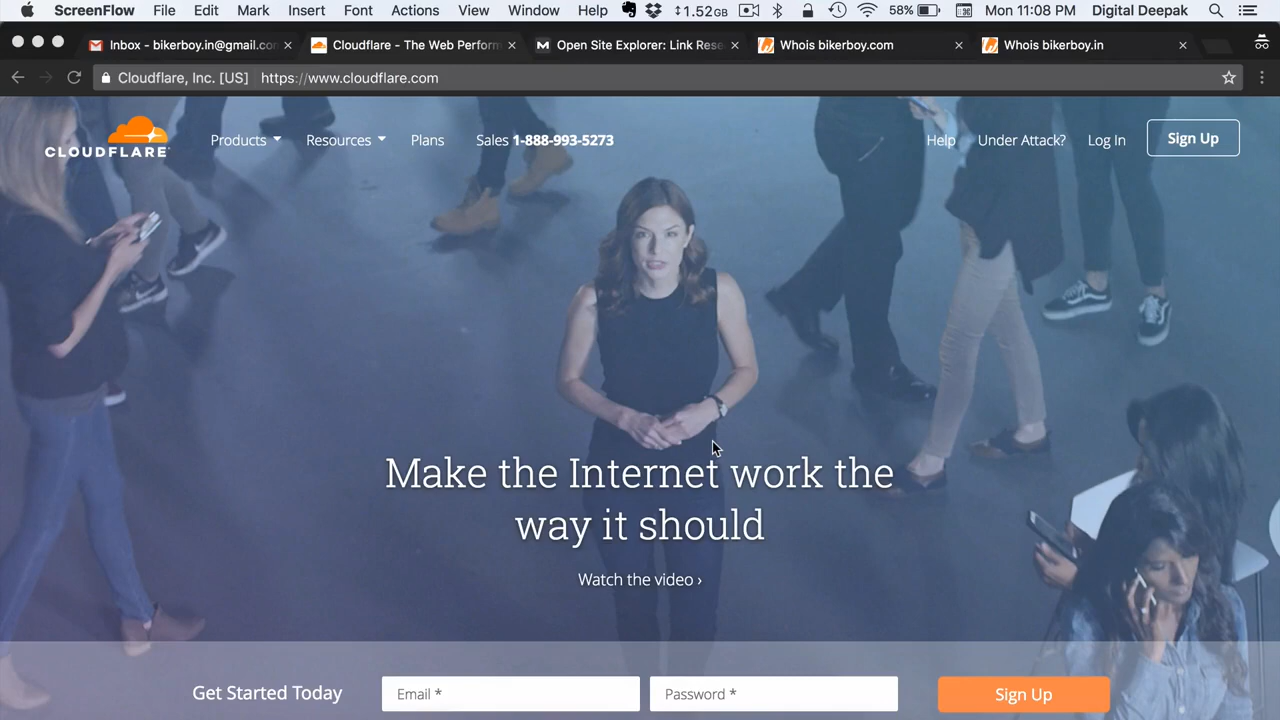 ScreenFlow File Edit Mark Insert Font Actions View Window Help 1.52GB 58% Mon 11:08 PM Digital Deepak
Inbox - bikerboy.in@gmail.co Cloudflare - The Web Perform Open Site Explorer: Link Rese Whois bikerboy.com Whois bikerboy.in
Cloudflare, Inc. [US] https://www.cloudflare.com
CLOUDFLARE Products Resources Plans Sales 1-888-993-5273 Help Under Attack? Log In Sign Up
Make the Internet work the
way it should
Watch the video ›
Get Started Today Email * Password * Sign Up